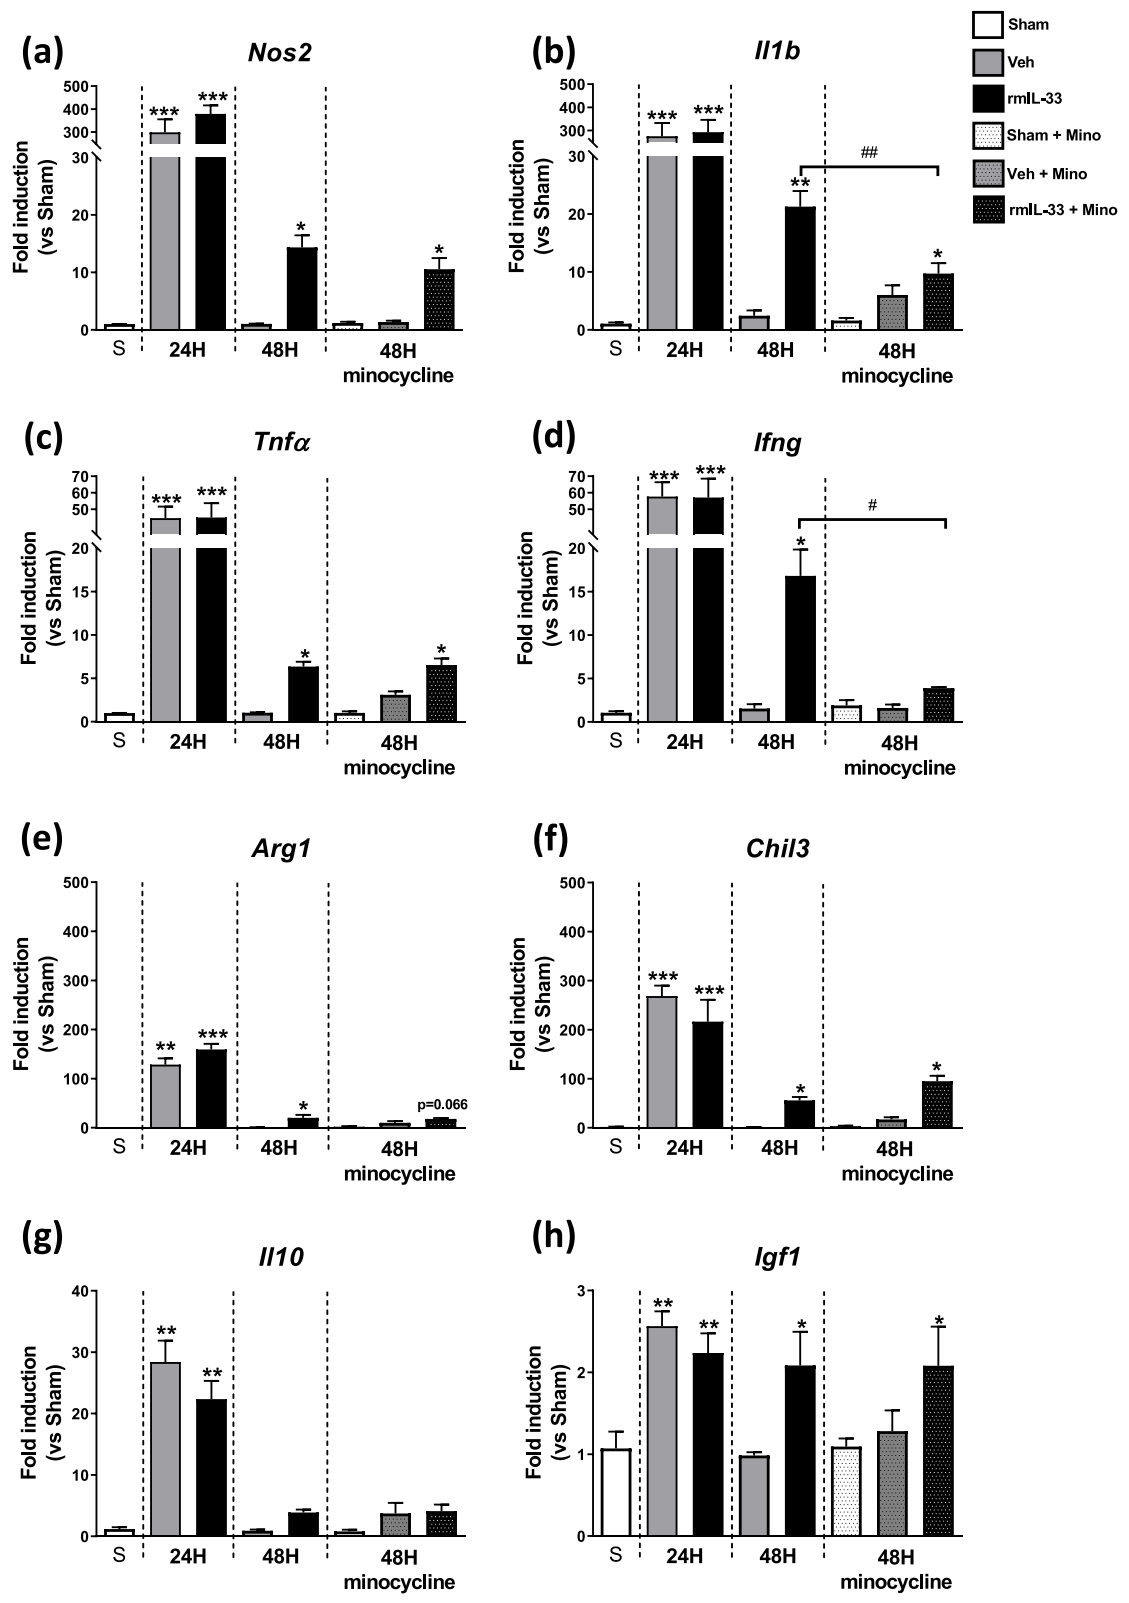 Sham
Veh
rmIL-33
Sham + Mino
Veh + Mino
rmIL-33 + Mino
(a)
Nos2
Fold induction
(vs Sham)
500
400
300
30
20
10
0
***
***
*
*
S
24H
48H
48H
minocycline
(b)
Il1b
Fold induction
(vs Sham)
500
400
300
30
20
10
0
***
***
**
##
*
S
24H
48H
48H
minocycline
(c)
Tnfα
Fold induction
(vs Sham)
70
60
50
20
15
10
5
0
***
***
*
*
S
24H
48H
48H
minocycline
(d)
Ifng
Fold induction
(vs Sham)
70
60
50
20
15
10
5
0
***
***
*
#
S
24H
48H
48H
minocycline
(e)
Arg1
Fold induction
(vs Sham)
500
400
300
200
100
0
**
***
*
p=0.066
S
24H
48H
48H
minocycline
(f)
Chil3
Fold induction
(vs Sham)
500
400
300
200
100
0
***
***
*
*
S
24H
48H
48H
minocycline
(g)
Il10
Fold induction
(vs Sham)
40
30
20
10
0
**
**
S
24H
48H
48H
minocycline
(h)
Igf1
Fold induction
(vs Sham)
3
2
1
0
**
**
*
*
S
24H
48H
48H
minocycline